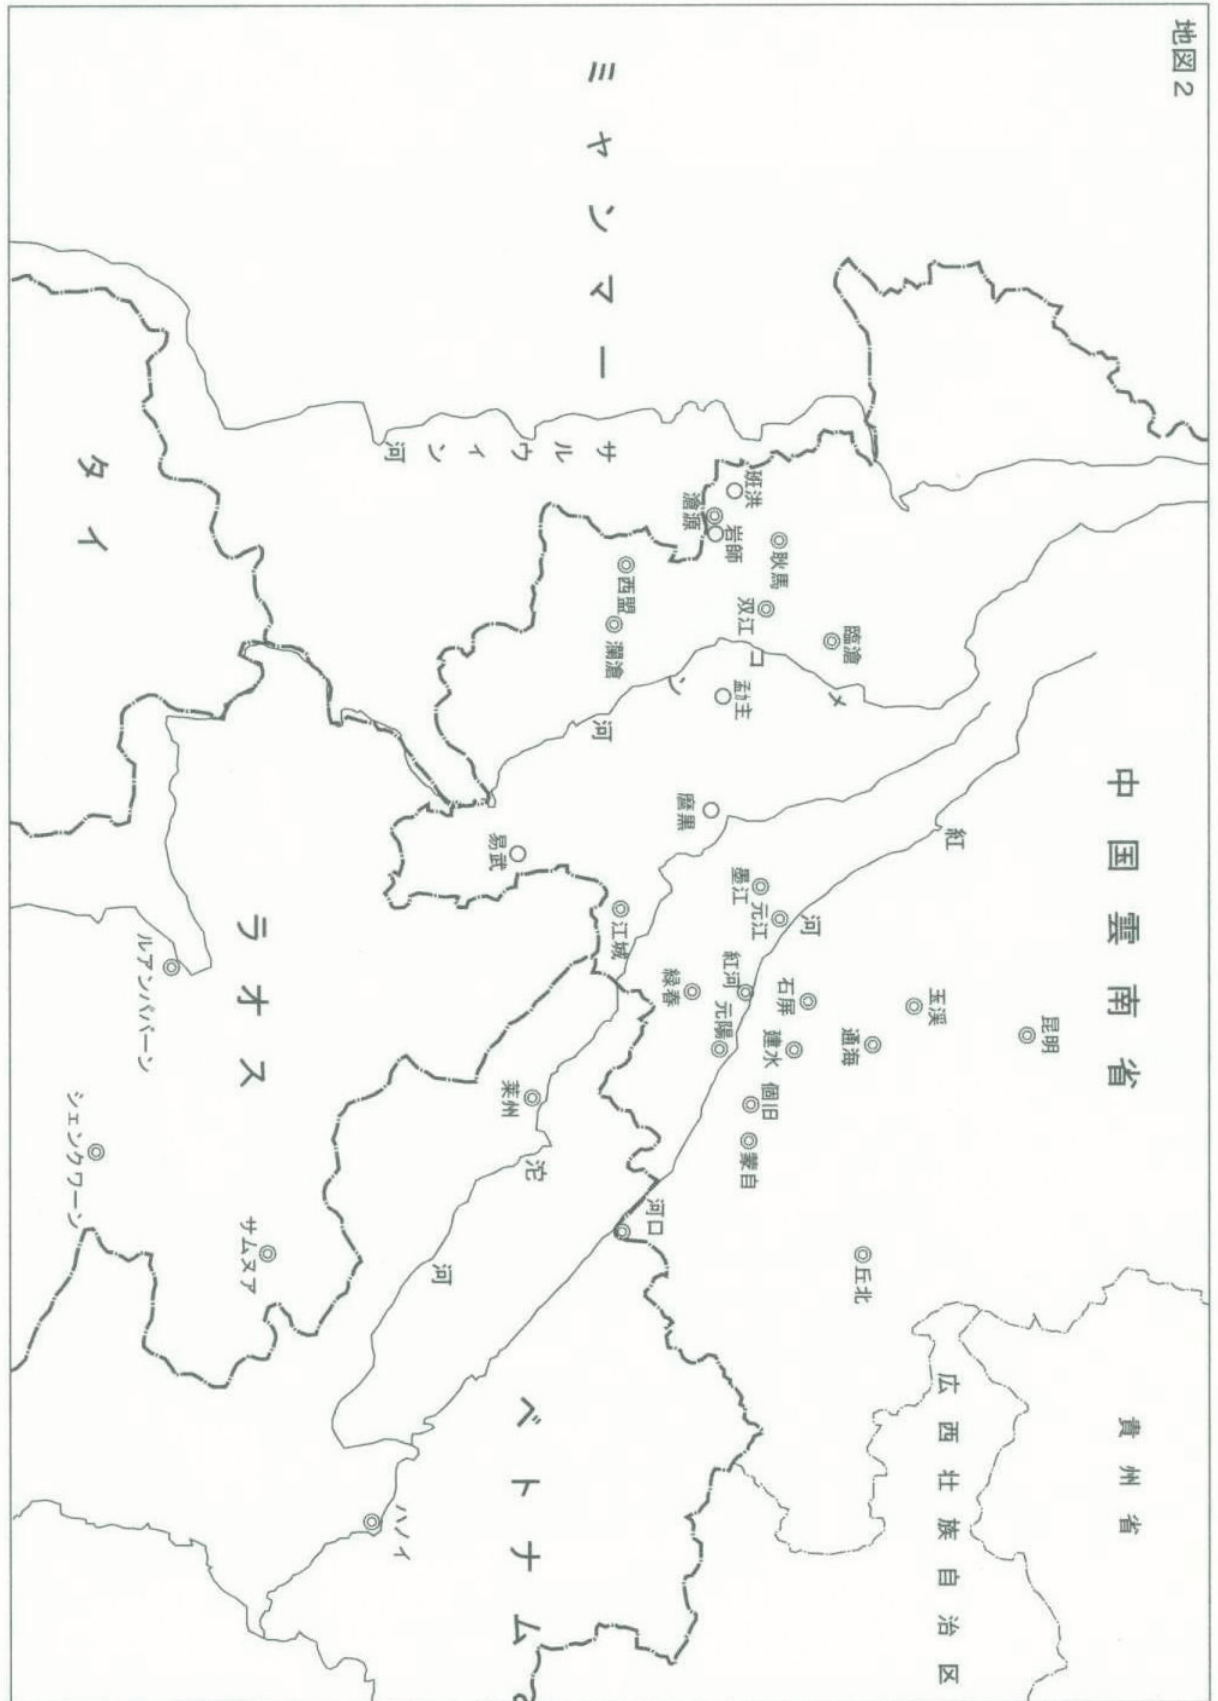 地図2
ミャンマー
中国雲南省
貴州省
広西壮族自治区
タイ
ラオス
ベトナム
サルウィン河
メコン河
紅河
沱河
昆明
玉溪
通海
石屏
建水
個旧
蒙自
丘北
河口
元江
墨江
紅河
元陽
緑春
江城
磨黒
易武
臨滄
耿馬
双江
班洪
滄源
岩師
西盟
瀾滄
萊州
ハノイ
ルアンパバーン
シェンクワーン
サムヌア